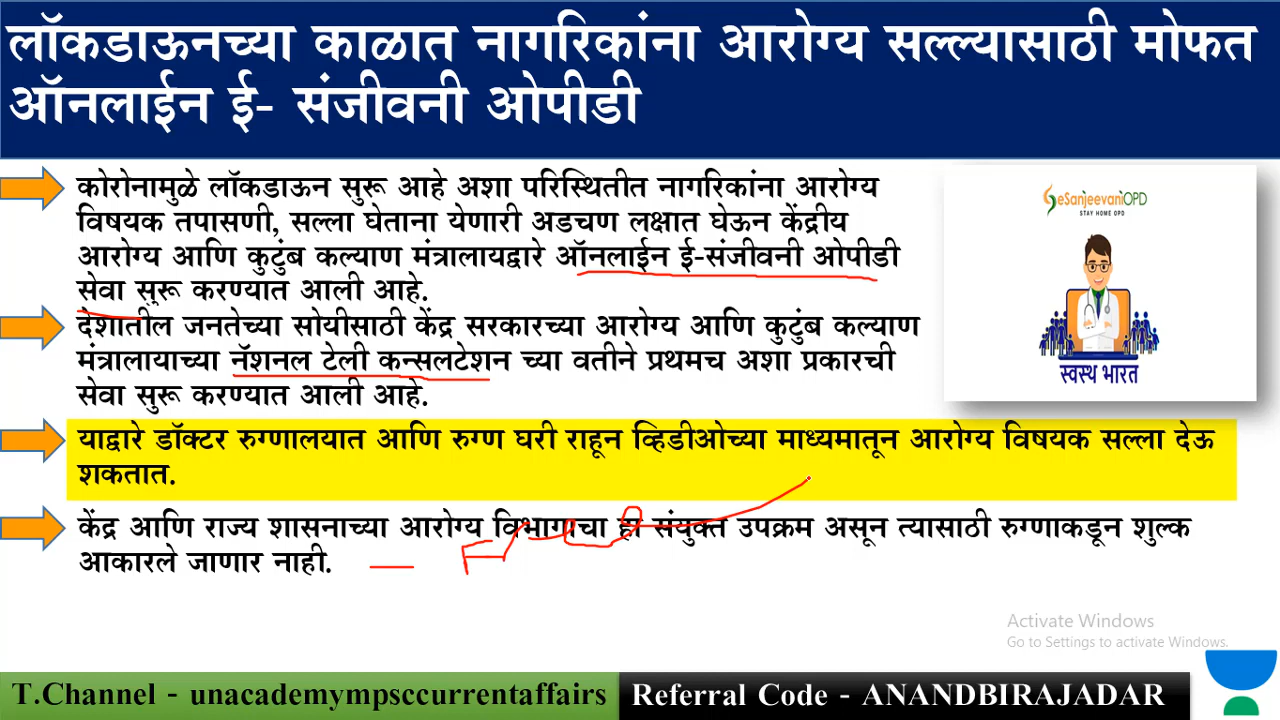 लॉकडाऊनच्या काळात नागरिकांना आरोग्य सल्ल्यासाठी मोफत
ऑनलाईन ई- संजीवनी ओपीडी
कोरोनामुळे लॉकडाऊन सुरू आहे अशा परिस्थितीत नागरिकांना आरोग्य
विषयक तपासणी, सल्ला घेताना येणारी अडचण लक्षात घेऊन केंद्रीय
आरोग्य आणि कुटुंब कल्याण मंत्रालायद्वारे ऑनलाईन ई-संजीवनी ओपीडी
सेवा सुरू करण्यात आली आहे.
देशातील जनतेच्या सोयीसाठी केंद्र सरकारच्या आरोग्य आणि कुटुंब कल्याण
मंत्रालायाच्या नॅशनल टेली कन्सलटेशन च्या वतीने प्रथमच अशा प्रकारची
सेवा सुरू करण्यात आली आहे.
याद्वारे डॉक्टर रुग्णालयात आणि रुग्ण घरी राहून व्हिडीओच्या माध्यमातून आरोग्य विषयक सल्ला देऊ
शकतात.
केंद्र आणि राज्य शासनाच्या आरोग्य विभागाचा हा संयुक्त उपक्रम असून त्यासाठी रुग्णाकडून शुल्क
आकारले जाणार नाही.
eSanjeevaniOPD
STAY HOME OPD
स्वस्थ भारत
Activate Windows
Go to Settings to activate Windows.
T.Channel - unacademympsccurrentaffairs
Referral Code - ANANDBIRAJADAR